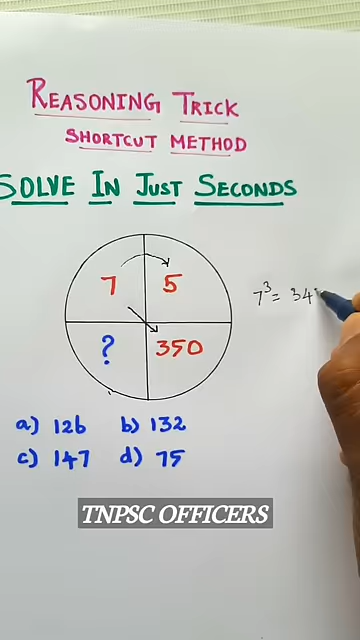 REASONING TRICK
SHORTCUT METHOD
SOLVE IN JUST SECONDS
7 5
7³ = 34
? 350
a) 126 b) 132
c) 147 d) 75
TNPSC OFFICERS